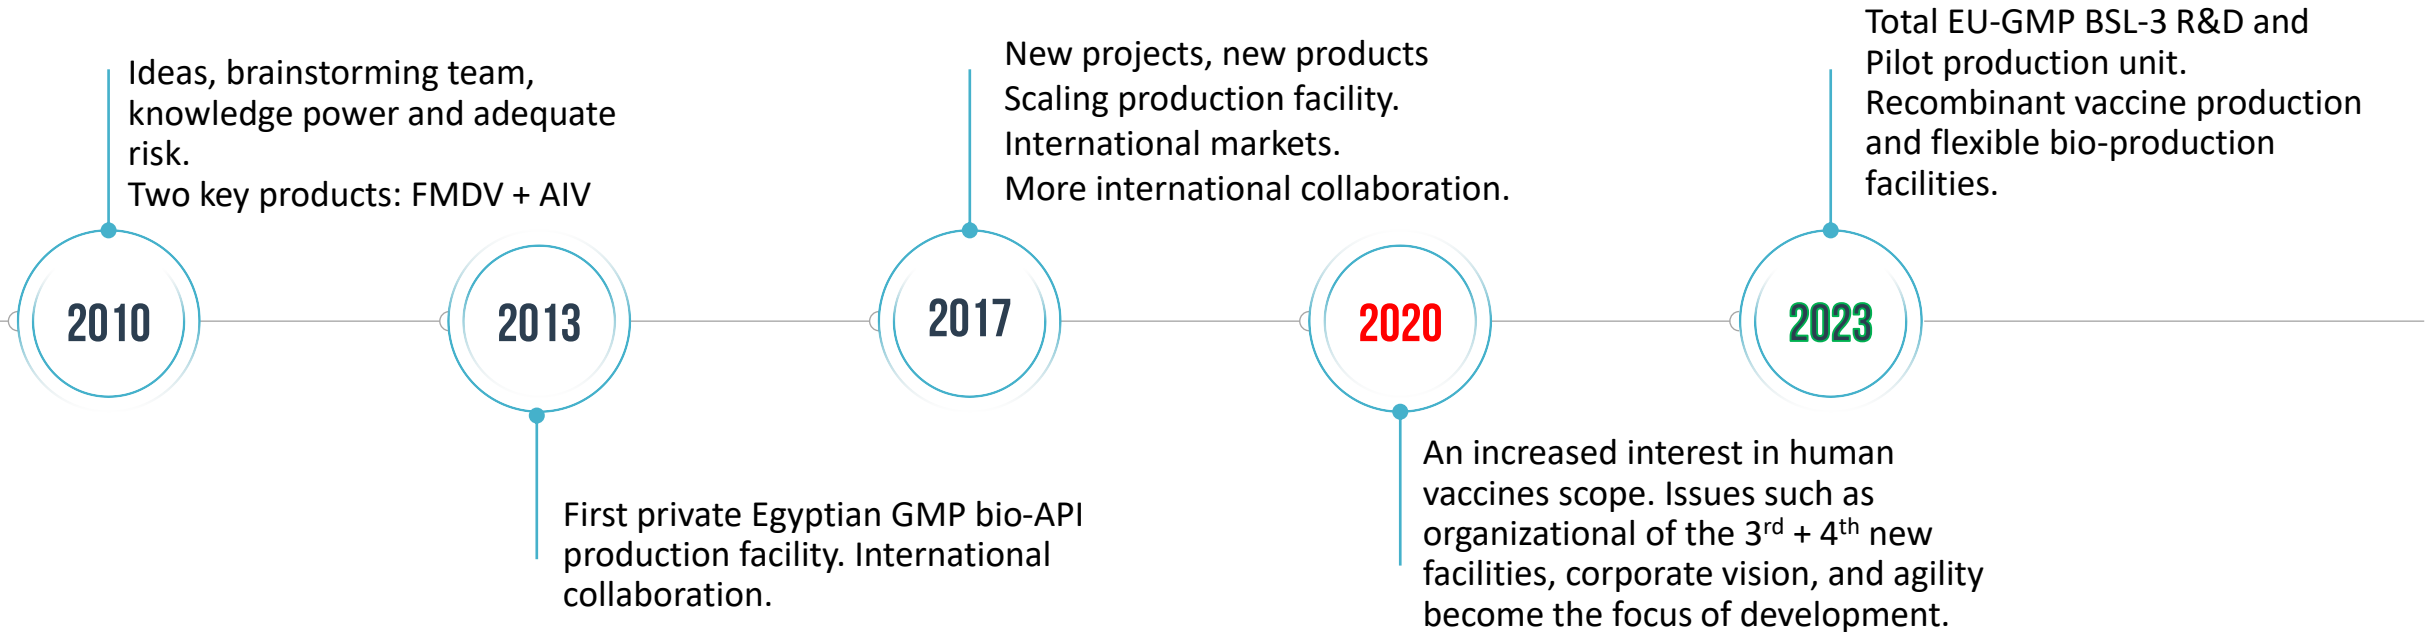 Ideas, brainstorming team,
knowledge power and adequate
risk.
Two key products: FMDV + AIV
2010
2013
First private Egyptian GMP bio-API
production facility. International
collaboration.
New projects, new products
Scaling production facility.
International markets.
More international collaboration.
2017
2020
An increased interest in human
vaccines scope. Issues such as
organizational of the 3rd + 4th new
facilities, corporate vision, and agility
become the focus of development.
Total EU-GMP BSL-3 R&D and
Pilot production unit.
Recombinant vaccine production
and flexible bio-production
facilities.
2023